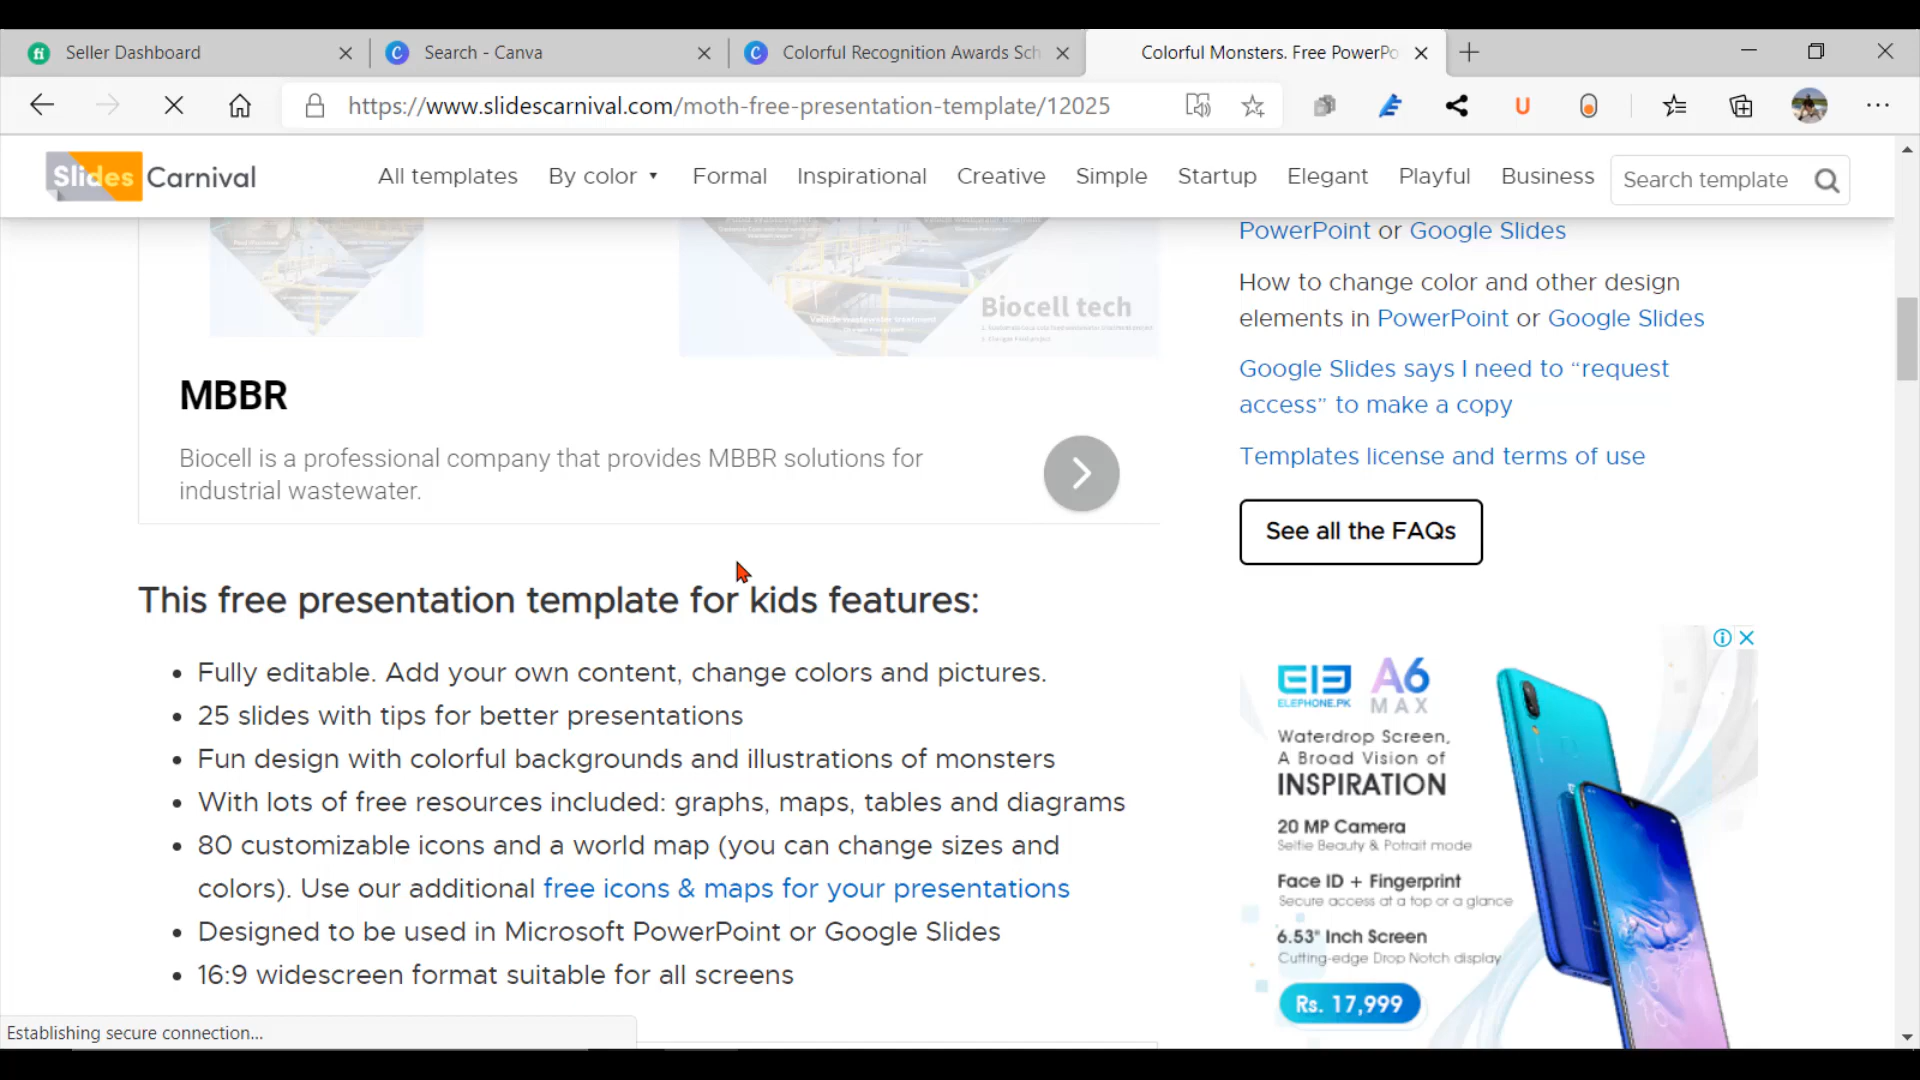 Seller Dashboard
Search - Canva
Colorful Recognition Awards Sch
Colorful Monsters. Free PowerPo
https://www.slidescarnival.com/moth-free-presentation-template/12025
Slides Carnival
All templates
By color
Formal
Inspirational
Creative
Simple
Startup
Elegant
Playful
Business
Search template
PowerPoint or Google Slides
How to change color and other design
elements in PowerPoint or Google Slides
Google Slides says I need to “request
access” to make a copy
Templates license and terms of use
See all the FAQs
Biocell tech
MBBR
Biocell is a professional company that provides MBBR solutions for
industrial wastewater.
This free presentation template for kids features:
• Fully editable. Add your own content, change colors and pictures.
• 25 slides with tips for better presentations
• Fun design with colorful backgrounds and illustrations of monsters
• With lots of free resources included: graphs, maps, tables and diagrams
• 80 customizable icons and a world map (you can change sizes and
colors). Use our additional free icons & maps for your presentations
• Designed to be used in Microsoft PowerPoint or Google Slides
• 16:9 widescreen format suitable for all screens
ELEPHONE.PK
A6
MAX
Waterdrop Screen,
A Broad Vision of
INSPIRATION
20 MP Camera
Selfie Beauty & Potrait mode
Face ID + Fingerprint
Secure access at a top or a glance
6.53" Inch Screen
Cutting-edge Drop Notch display
Rs. 17,999
Establishing secure connection...